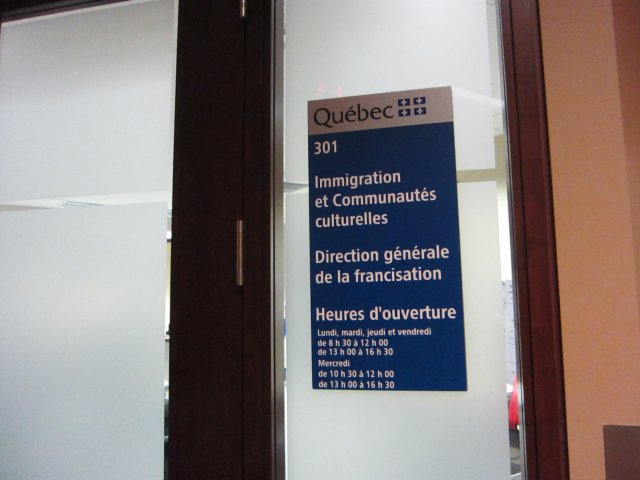 Québec
301
Immigration
et Communautés
culturelles
Direction générale
de la francisation
Heures d'ouverture
Lundi, mardi, jeudi et vendredi
de 8 h 30 à 12 h 00
de 13 h 00 à 16 h 30
Mercredi
de 10 h 30 à 12 h 00
de 13 h 00 à 16 h 30